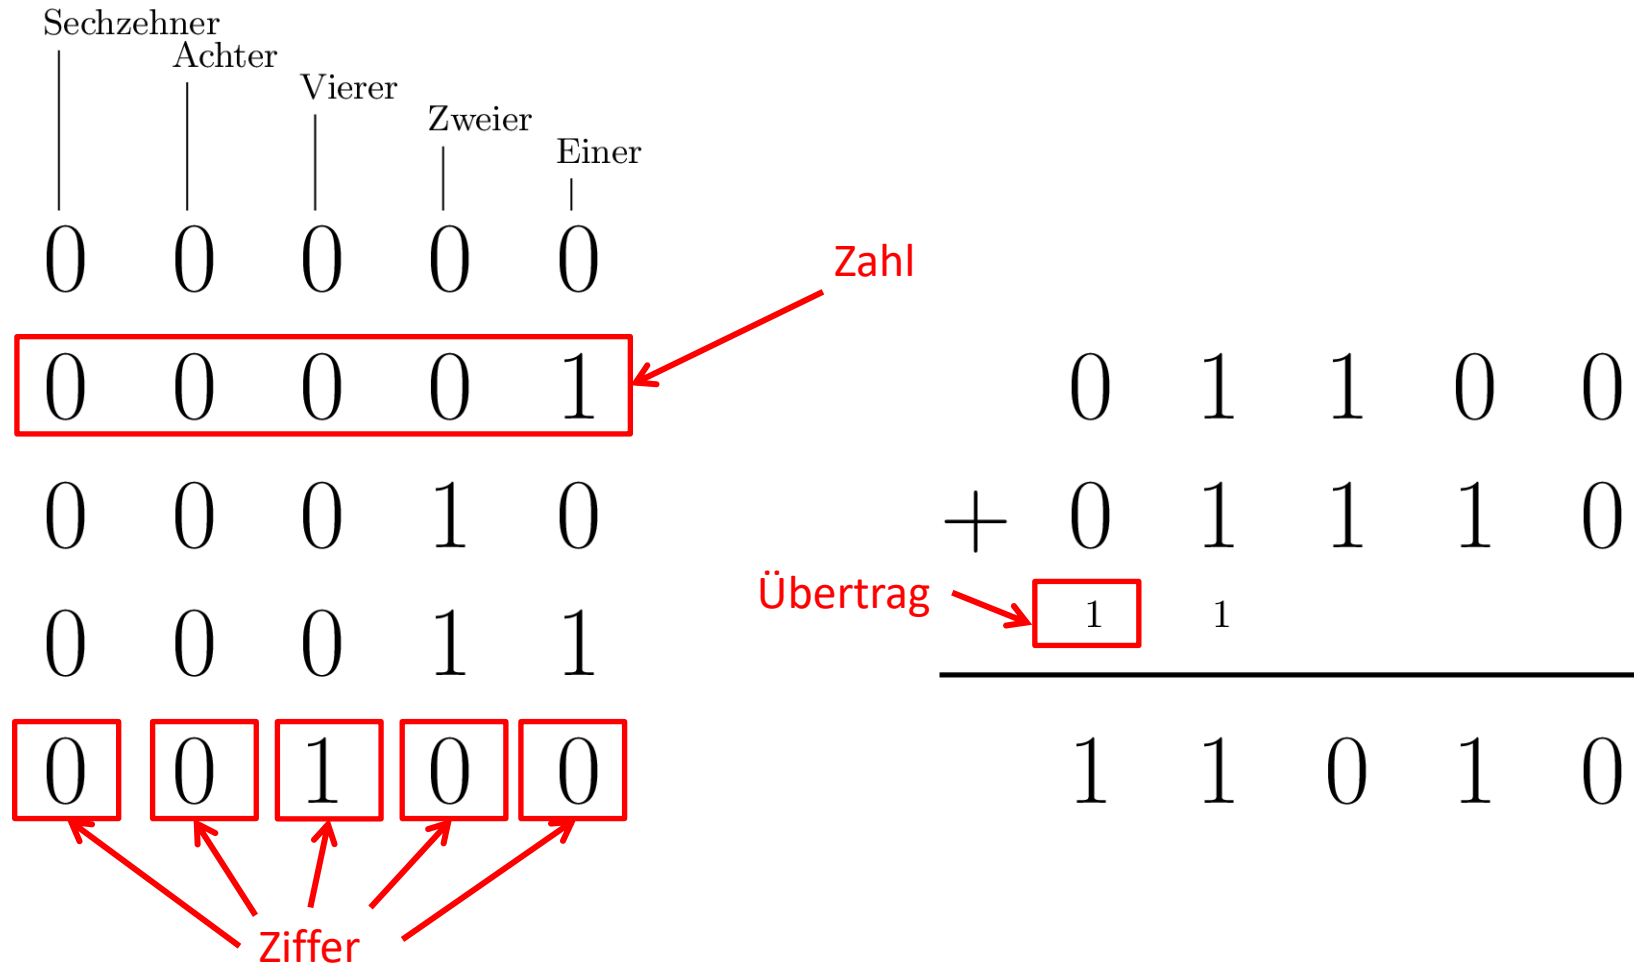 Sechzehner
Achter
Vierer
Zweier
Einer
0 0 0 0 0
Zahl
0 0 0 0 1
0 0 0 1 0
0 0 0 1 1
0 0 1 0 0
Ziffer
0 1 1 0 0
+ 0 1 1 1 0
Übertrag
1 1
1 1 0 1 0